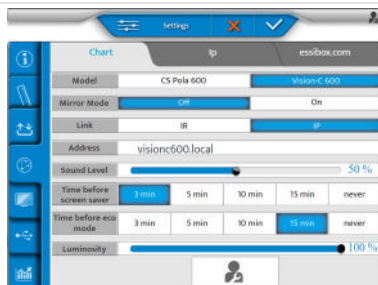 Settings
Chart Ip essibox.com
Model CS Pola 600 Vision-C 600
Mirror Mode Off On
Link IR IP
Address visionc600.local
Sound Level 50 %
Time before screen saver 3 min 5 min 10 min 15 min never
Time before eco mode 3 min 5 min 10 min 15 min never
Luminosity 100 %